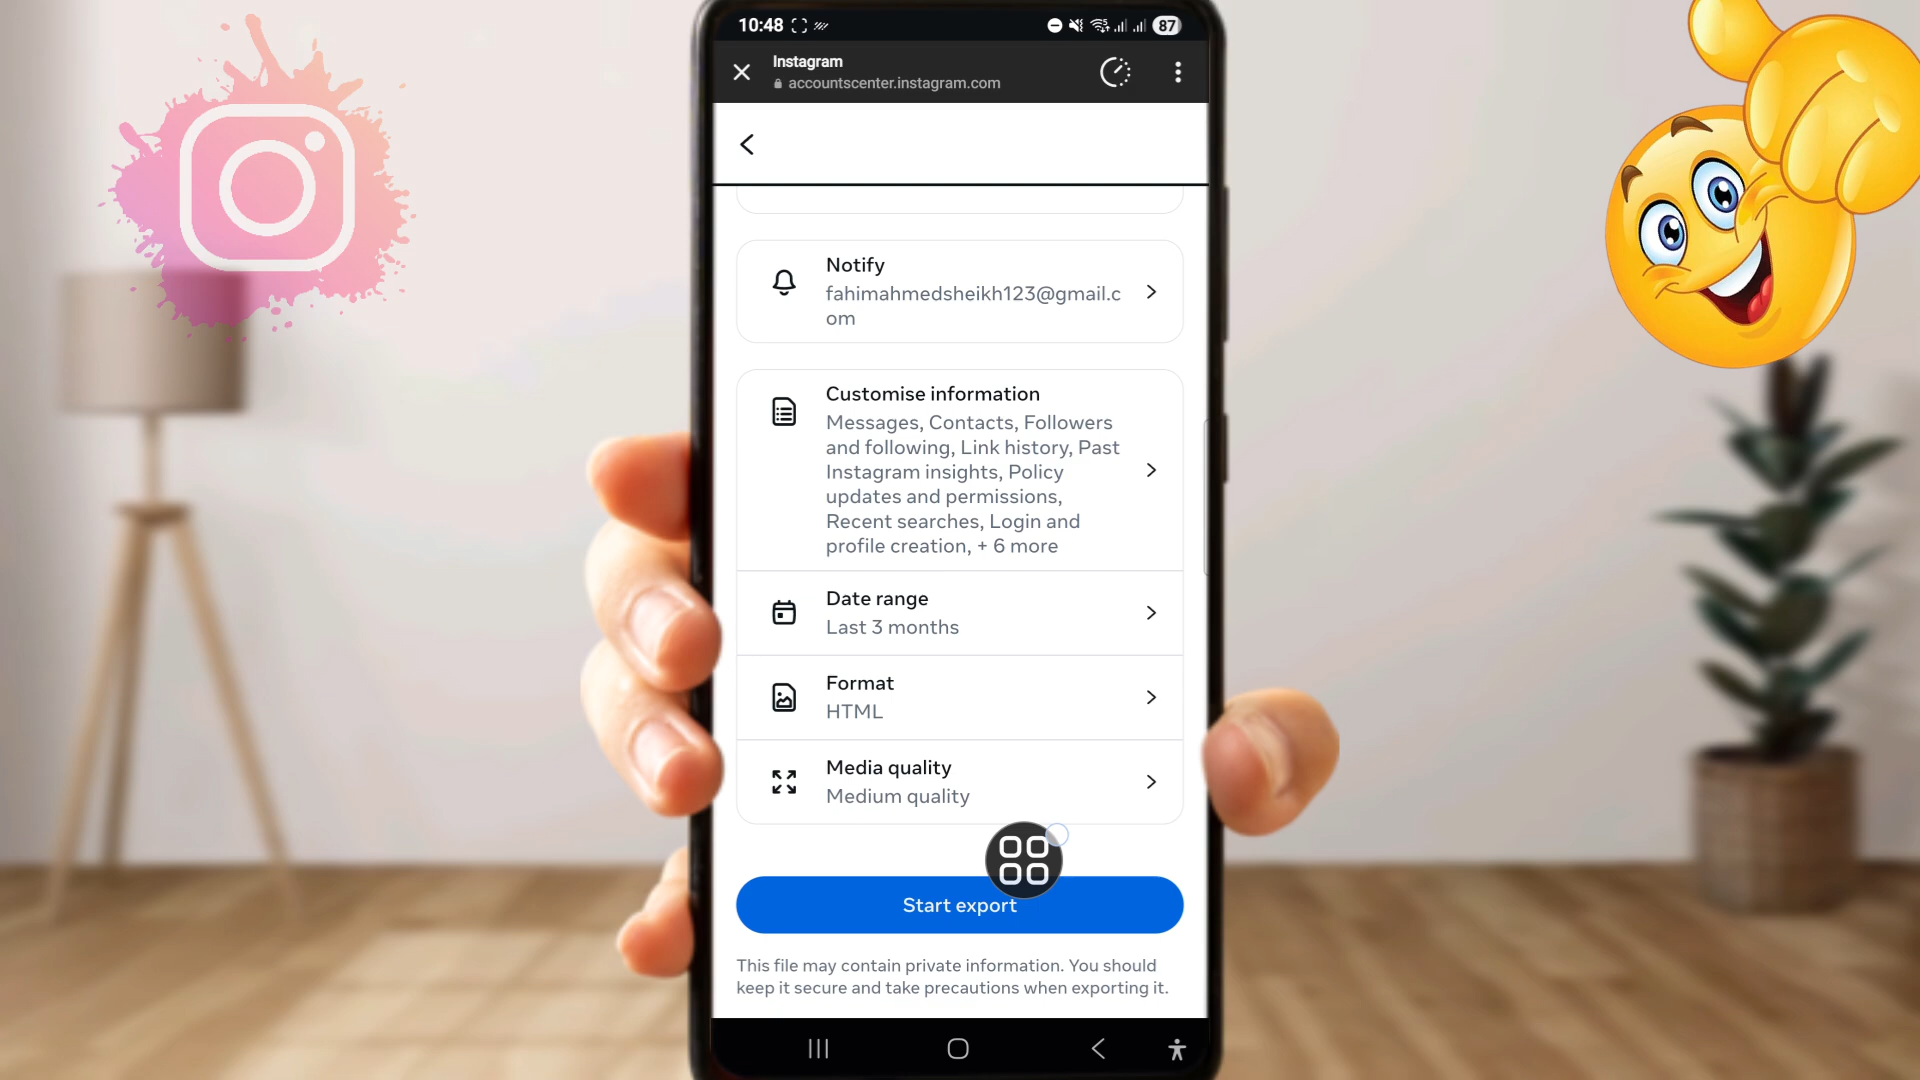 10:48
87
Instagram
accountscenter.instagram.com
Notify
fahimahmedsheikh123@gmail.c
om
Customise information
Messages, Contacts, Followers
and following, Link history, Past
Instagram insights, Policy
updates and permissions,
Recent searches, Login and
profile creation, + 6 more
Date range
Last 3 months
Format
HTML
Media quality
Medium quality
Start export
This file may contain private information. You should
keep it secure and take precautions when exporting it.